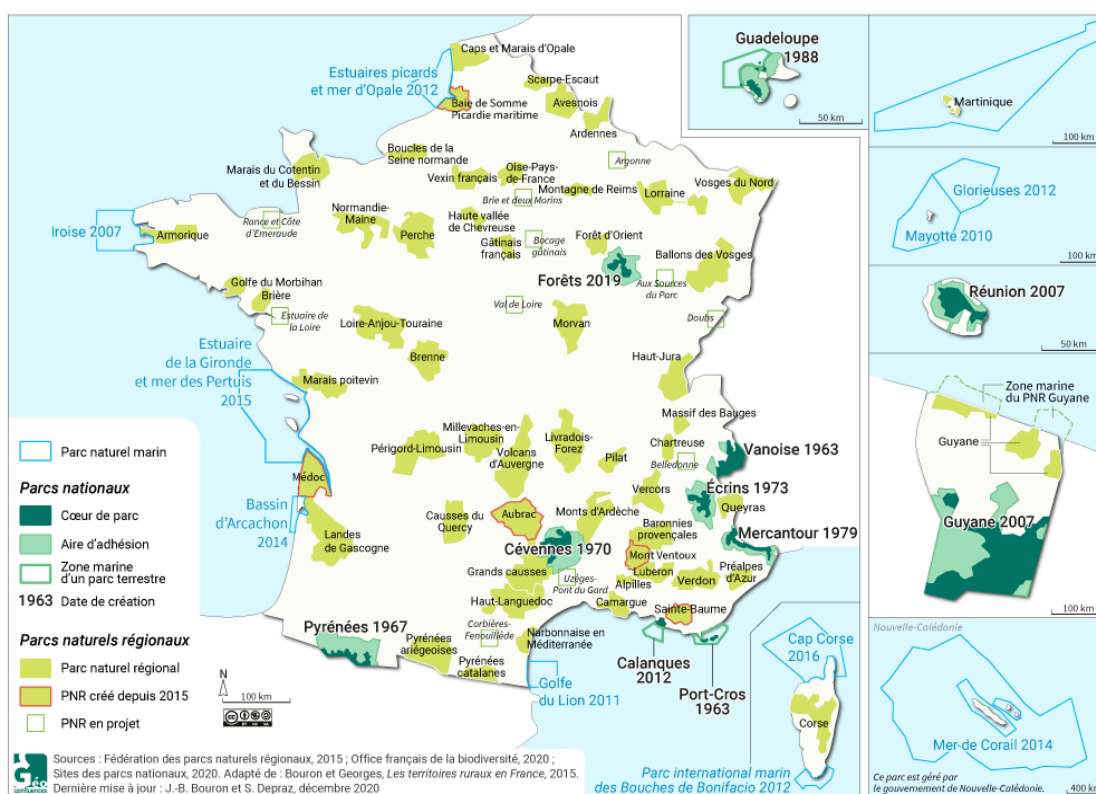 Caps et Marais d'Opale
Estuaires picards
et mer d'Opale 2012
Scarpe-Escaut
Baie de Somme
Picardie maritime
Avesnois
Ardennes
Boucles de la
Seine normande
Marais du Cotentin
et du Bessin
Vexin français
Oise-Pays-
de-France
Argonne
Montagne de Reims
Brie et deux Morins
Lorraine
Vosges du Nord
Iroise 2007
Armorique
Rance et Côte
d'Emeraude
Normandie-
Maine
Perche
Haute vallée
de Chevreuse
Gâtinais
français
Bocage
gâtinais
Forêt d'Orient
Ballons des Vosges
Forêts 2019
Aux Sources
du Parc
Golfe du Morbihan
Brière
Estuaire de
la Loire
Val de Loire
Loire-Anjou-Touraine
Morvan
Doubs
Brenne
Haut-Jura
Estuaire
de la Gironde
et mer des Pertuis
2015
Marais poitevin
Massif des Bauges
Millevaches-en-
Limousin
Périgord-Limousin
Volcans
d'Auvergne
Livradois-
Forez
Pilat
Chartreuse
Belledonne
Vanoise 1963
Médoc
Écrins 1973
Vercors
Queyras
Bassin
d'Arcachon
2014
Landes
de Gascogne
Causses du
Quercy
Aubrac
Monts d'Ardèche
Baronnies
provençales
Mercantour 1979
Cévennes 1970
Mont Ventoux
Préalpes
d'Azur
Grands causses
Uzèges-
Pont du Gard
Luberon
Alpilles
Verdon
Haut-Languedoc
Camargue
Sainte-Baume
Pyrénées 1967
Corbières-
Fenouillède
Pyrénées
ariégeoises
Narbonnaise en
Méditerranée
Pyrénées
catalanes
Calanques
2012
Port-Cros
1963
Golfe
du Lion 2011
Cap Corse
2016
Corse
Parc international marin
des Bouches de Bonifacio 2012
Guadeloupe
1988
50 km
Martinique
100 km
Glorieuses 2012
Mayotte 2010
100 km
Réunion 2007
50 km
Zone marine
du PNR Guyane
Guyane
Guyane 2007
100 km
Nouvelle-Calédonie
Mer de Corail 2014
Ce parc est géré par
le gouvernement de Nouvelle-Calédonie.
400 km
Parc naturel marin
Parcs nationaux
Cœur de parc
Aire d'adhésion
Zone marine
d'un parc terrestre
1963 Date de création
Parcs naturels régionaux
Parc naturel régional
PNR créé depuis 2015
PNR en projet
N
100 km
CC BY NC SA
Géo
confluences
Sources : Fédération des parcs naturels régionaux, 2015 ; Office français de la biodiversité, 2020 ;
Sites des parcs nationaux, 2020. Adapté de : Bouron et Georges, Les territoires ruraux en France, 2015.
Dernière mise à jour : J.-B. Bouron et S. Depraz, décembre 2020